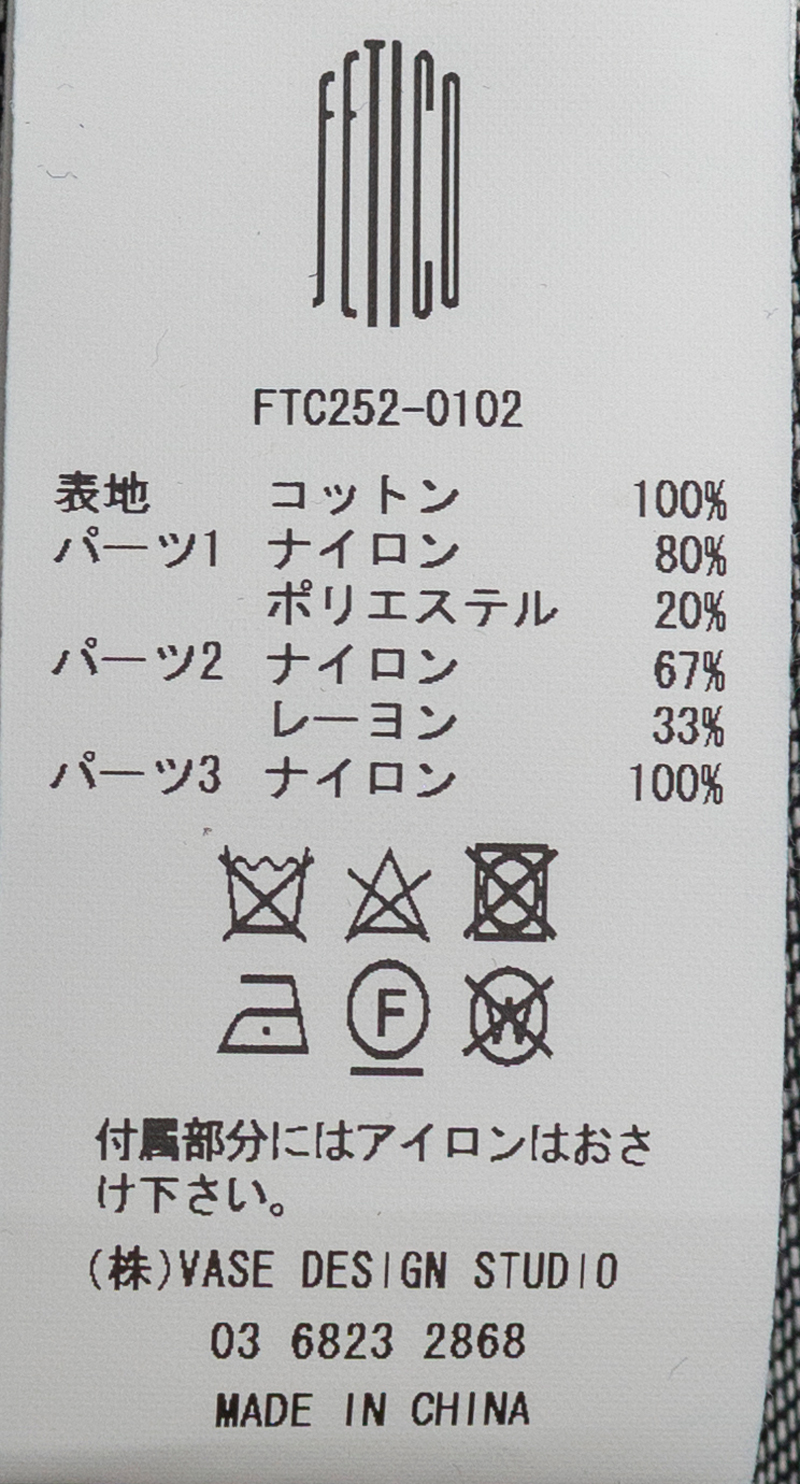 FETICO
FTC252-0102
表地 コットン 100%
パーツ1 ナイロン 80%
ポリエステル 20%
パーツ2 ナイロン 67%
レーヨン 33%
パーツ3 ナイロン 100%
F W
付属部分にはアイロンはおさ
け下さい。
(株)VASE DESIGN STUDIO
03 6823 2868
MADE IN CHINA